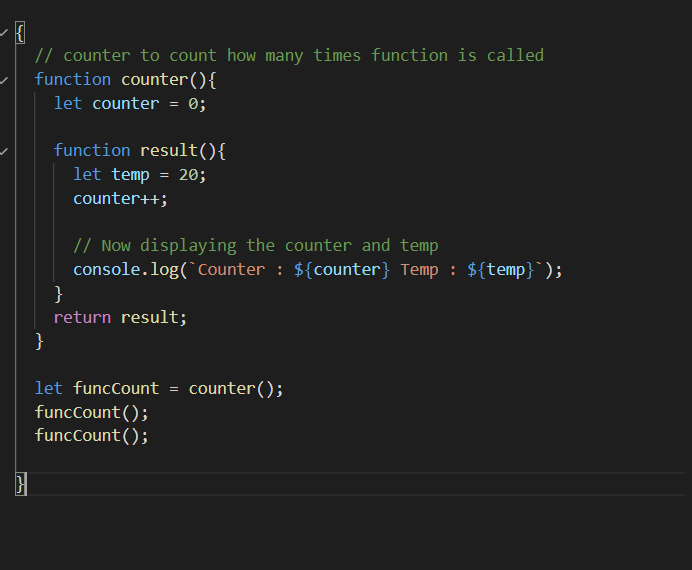 {
// counter to count how many times function is called
function counter(){
let counter = 0;
function result(){
let temp = 20;
counter++;
// Now displaying the counter and temp
console.log(`Counter : ${counter} Temp : ${temp}`);
}
return result;
}
let funcCount = counter();
funcCount();
funcCount();
}